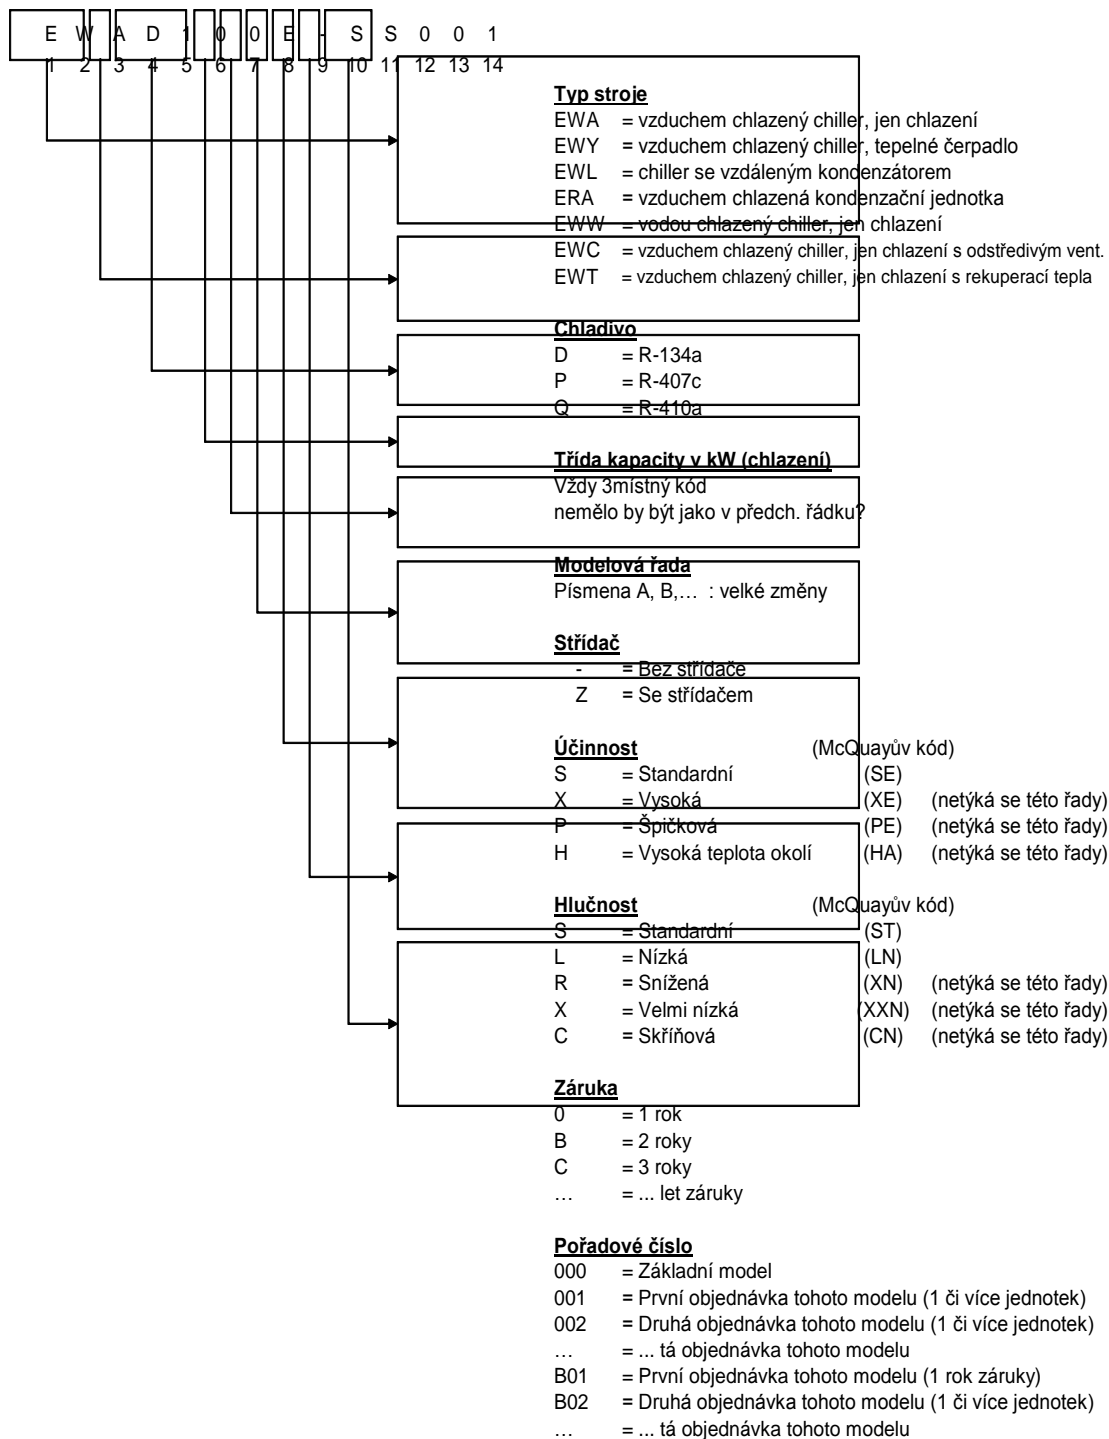 E W A D 1 0 0 E - S S 0 0 1
1 2 3 4 5 6 7 8 9 10 11 12 13 14
Typ stroje
EWA = vzduchem chlazený chiller, jen chlazení
EWY = vzduchem chlazený chiller, tepelné čerpadlo
EWL = chiller se vzdáleným kondenzátorem
ERA = vzduchem chlazená kondenzační jednotka
EWW = vodou chlazený chiller, jen chlazení
EWC = vzduchem chlazený chiller, jen chlazení s odstředivým vent.
EWT = vzduchem chlazený chiller, jen chlazení s rekuperací tepla
Chladivo
D = R-134a
P = R-407c
Q = R-410a
Třída kapacity v kW (chlazení)
Vždy 3místný kód
nemělo by být jako v předch. řádku?
Modelová řada
Písmena A, B,… : velké změny
Střídač
- = Bez střídače
Z = Se střídačem
Účinnost (McQuayův kód)
S = Standardní (SE)
X = Vysoká (XE) (netýká se této řady)
P = Špičková (PE) (netýká se této řady)
H = Vysoká teplota okolí (HA) (netýká se této řady)
Hlučnost (McQuayův kód)
S = Standardní (ST)
L = Nízká (LN)
R = Snížená (XN) (netýká se této řady)
X = Velmi nízká (XXN) (netýká se této řady)
C = Skříňová (CN) (netýká se této řady)
Záruka
0 = 1 rok
B = 2 roky
C = 3 roky
… = ... let záruky
Pořadové číslo
000 = Základní model
001 = První objednávka tohoto modelu (1 či více jednotek)
002 = Druhá objednávka tohoto modelu (1 či více jednotek)
… = ... tá objednávka tohoto modelu
B01 = První objednávka tohoto modelu (1 rok záruky)
B02 = Druhá objednávka tohoto modelu (1 či více jednotek)
… = ... tá objednávka tohoto modelu